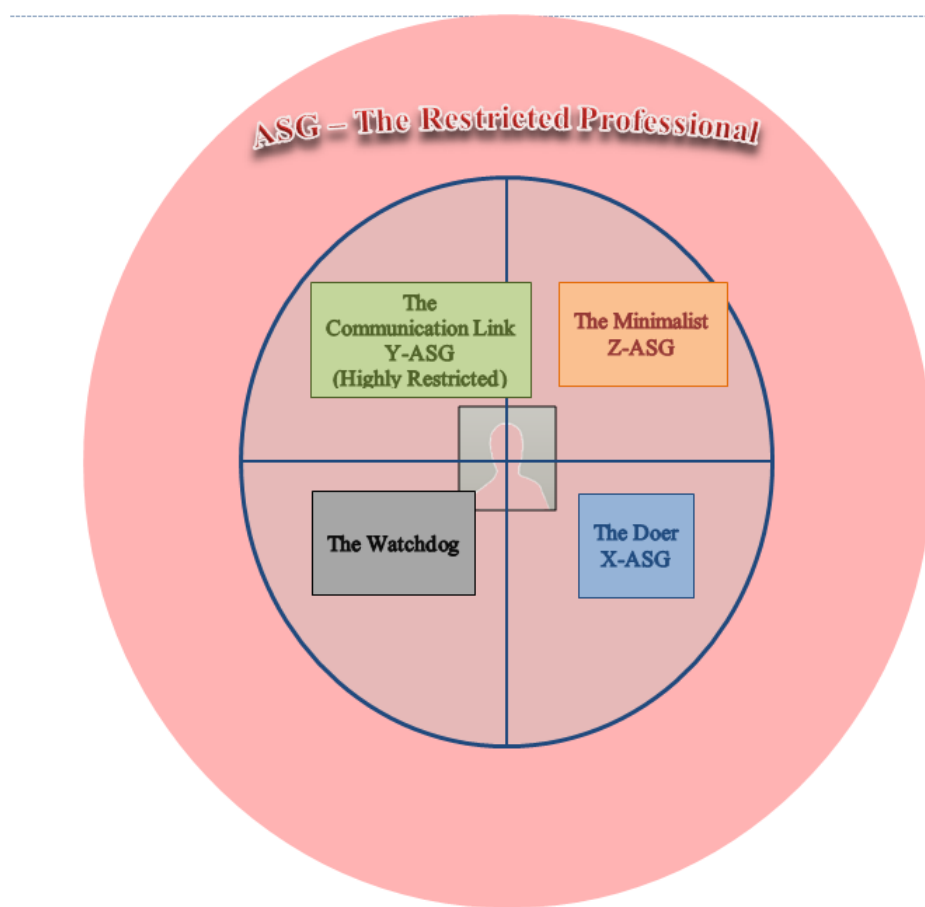 ASG – The Restricted Professional
The
Communication Link
Y-ASG
(Highly Restricted)
The Minimalist
Z-ASG
The Watchdog
The Doer
X-ASG